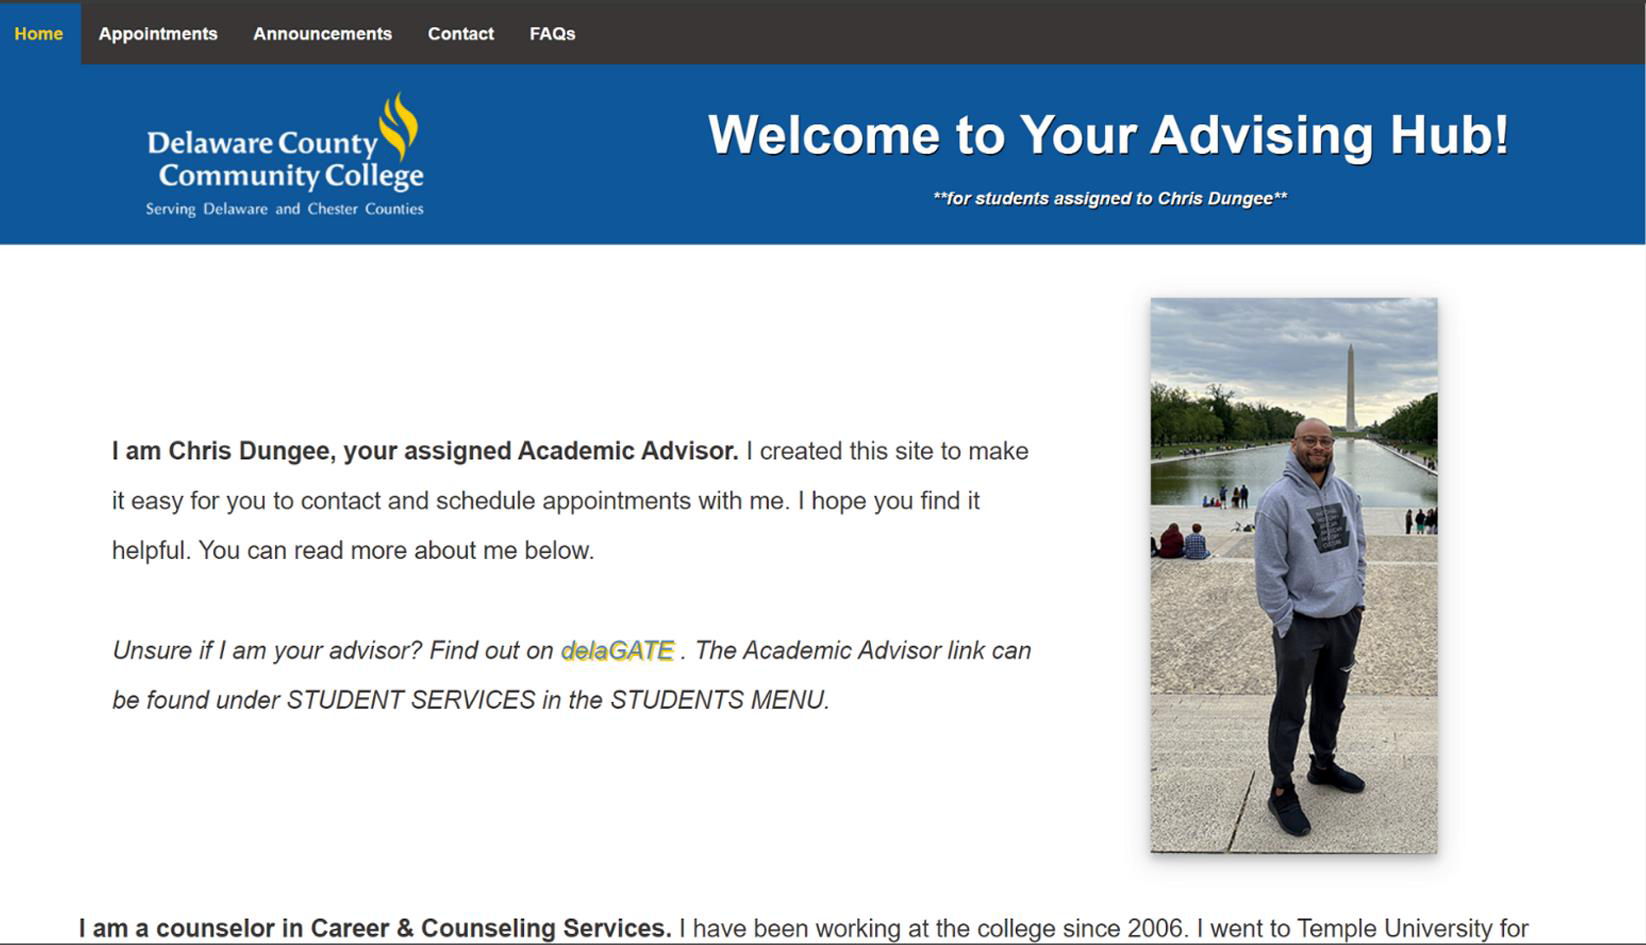 Home Appointments Announcements Contact FAQs
Delaware County
Community College
Serving Delaware and Chester Counties
Welcome to Your Advising Hub!
**for students assigned to Chris Dungee**
I am Chris Dungee, your assigned Academic Advisor. I created this site to make
it easy for you to contact and schedule appointments with me. I hope you find it
helpful. You can read more about me below.
Unsure if I am your advisor? Find out on delaGATE . The Academic Advisor link can
be found under STUDENT SERVICES in the STUDENTS MENU.
I am a counselor in Career & Counseling Services. I have been working at the college since 2006. I went to Temple University for